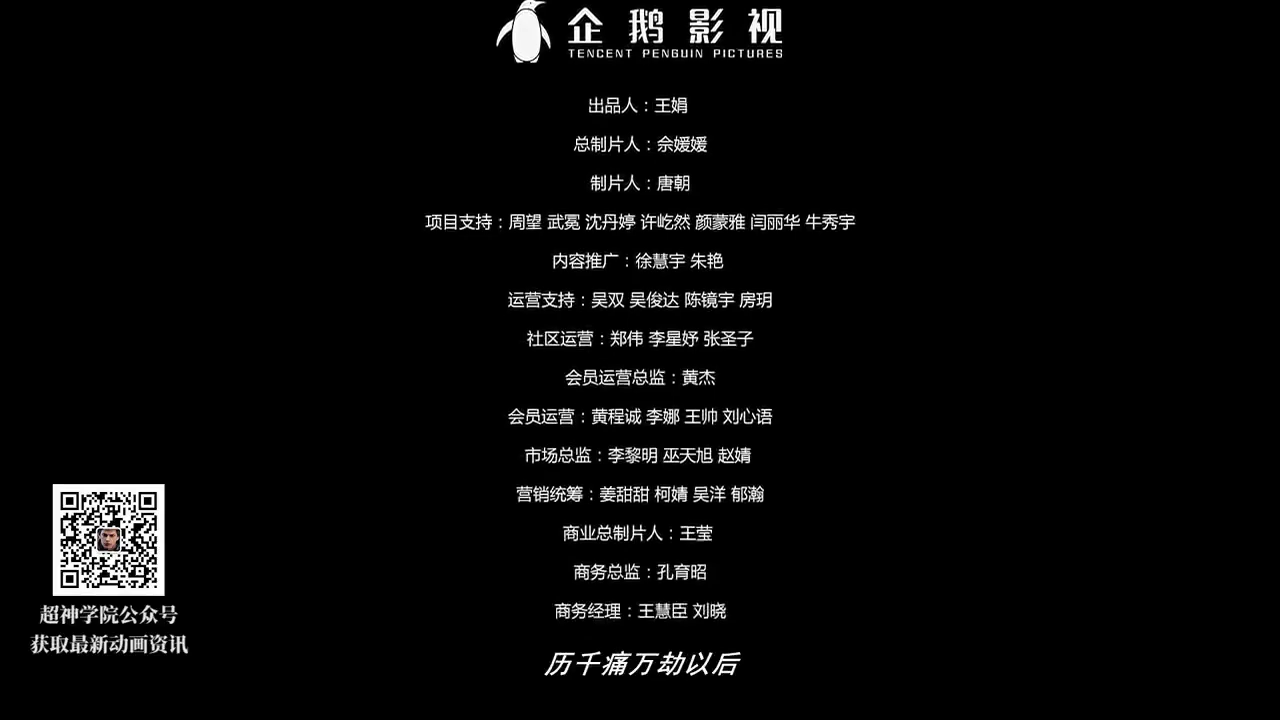 企鹅影视
TENCENT PENGUIN PICTURES
出品人：王娟
总制片人：佘媛媛
制片人：唐朝
项目支持：周望 武冕 沈丹婷 许屹然 颜蒙雅 闫丽华 牛秀宇
内容推广：徐慧宇 朱艳
运营支持：吴双 吴俊达 陈镜宇 房玥
社区运营：郑伟 李星妤 张圣子
会员运营总监：黄杰
会员运营：黄程诚 李娜 王帅 刘心语
市场总监：李黎明 巫天旭 赵婧
营销统筹：姜甜甜 柯婧 吴洋 郁瀚
商业总制片人：王莹
商务总监：孔育昭
商务经理：王慧臣 刘晓
超神学院公众号
获取最新动画资讯
历千痛万劫以后